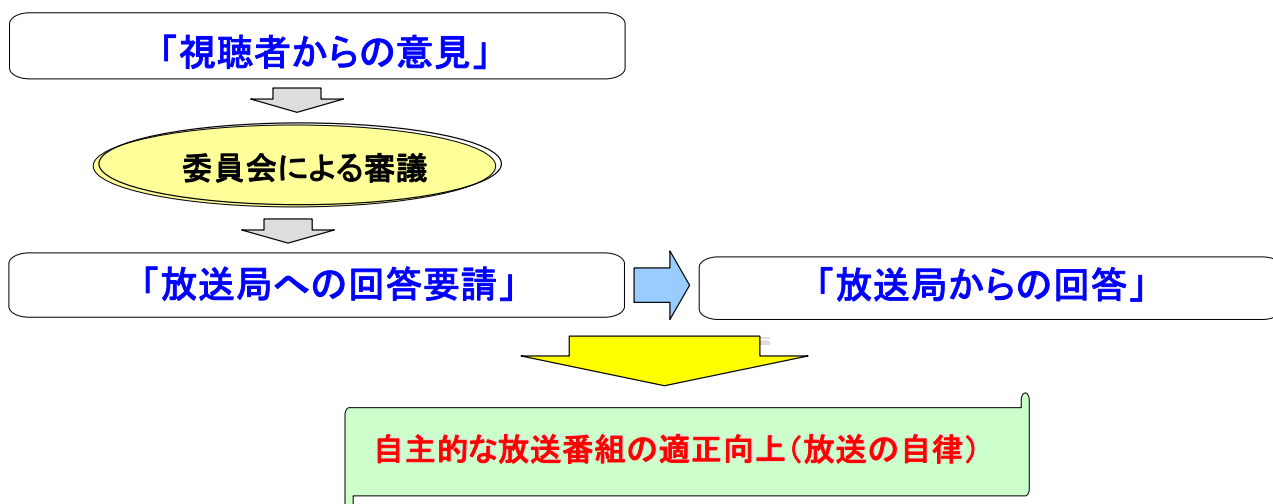 「視聴者からの意見」
委員会による審議
「放送局への回答要請」
「放送局からの回答」
自主的な放送番組の適正向上（放送の自律）